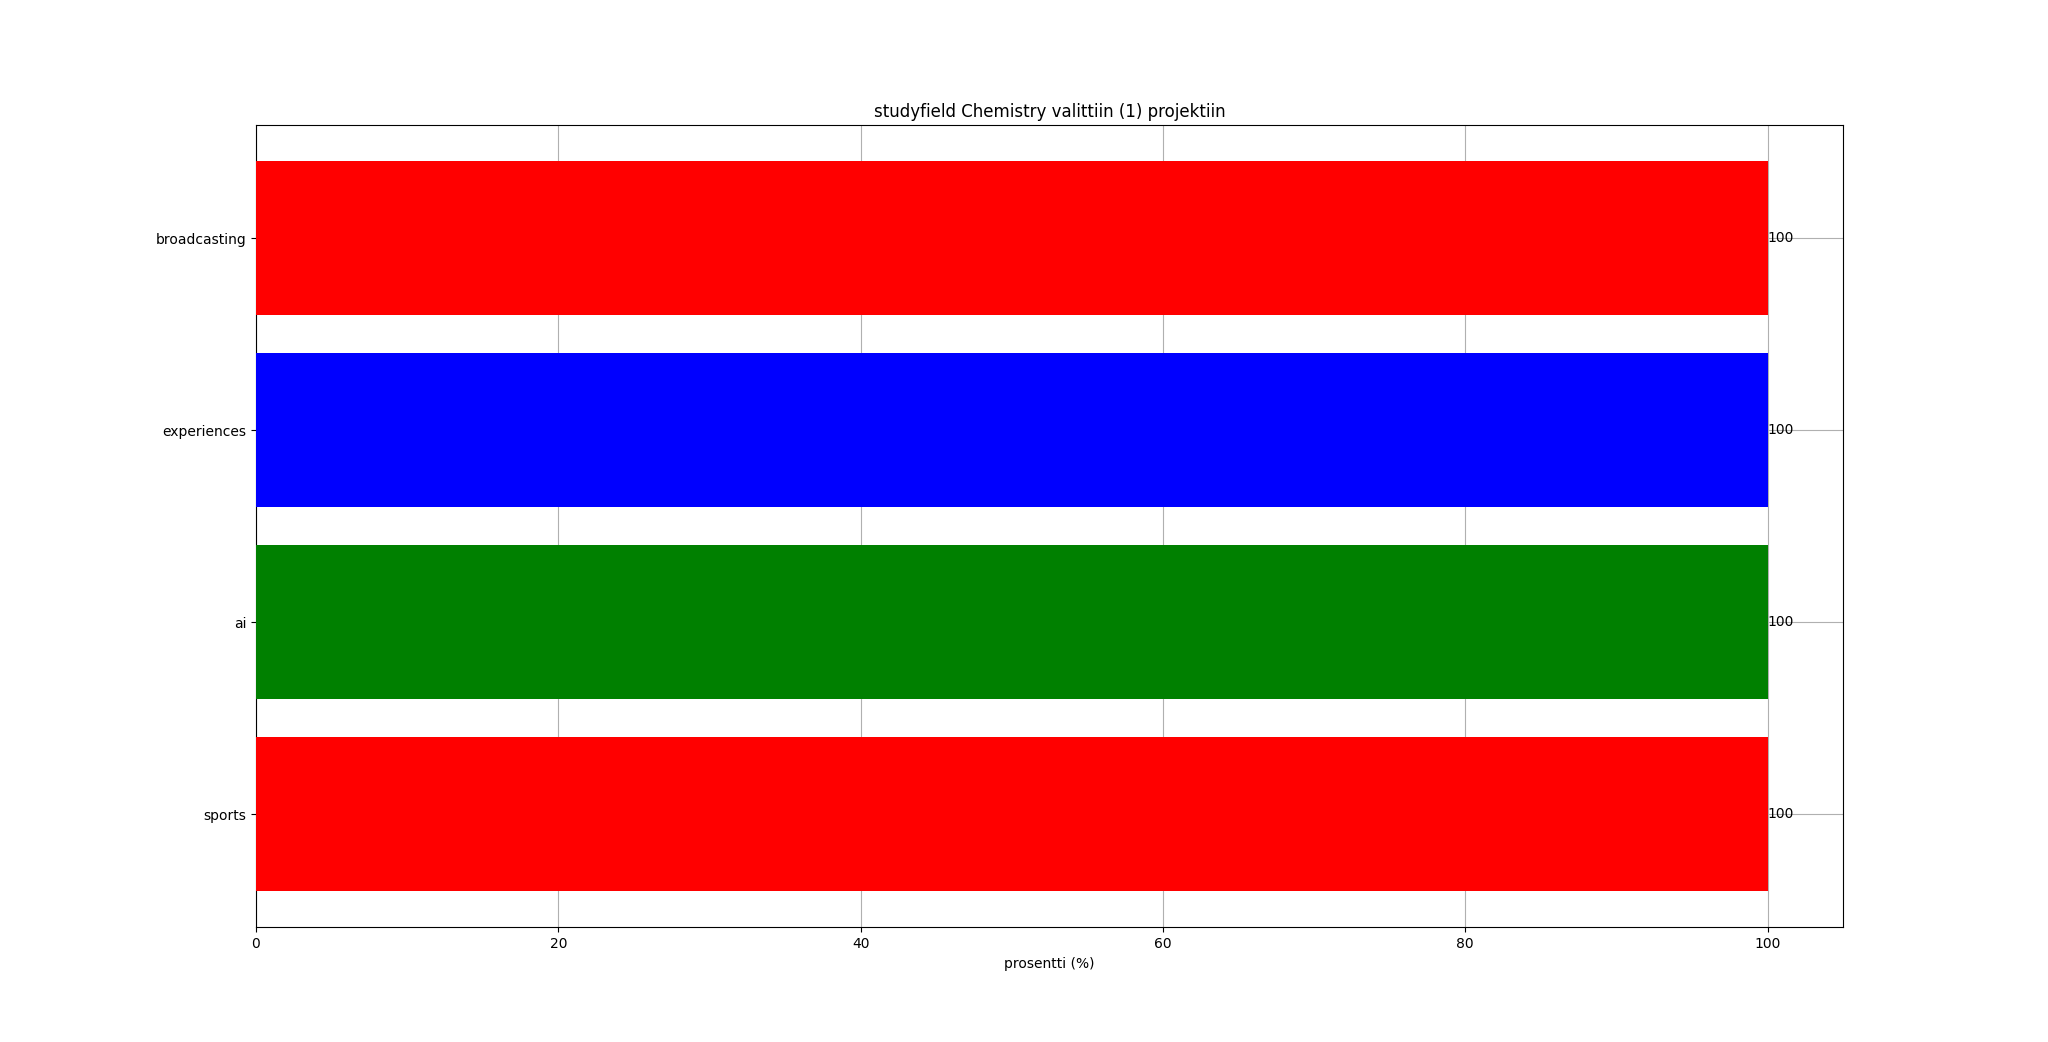 studyfield Chemistry valittiin (1) projektiin
broadcasting
100
experiences
100
ai
100
sports
100
0 20 40 60 80 100
prosentti (%)